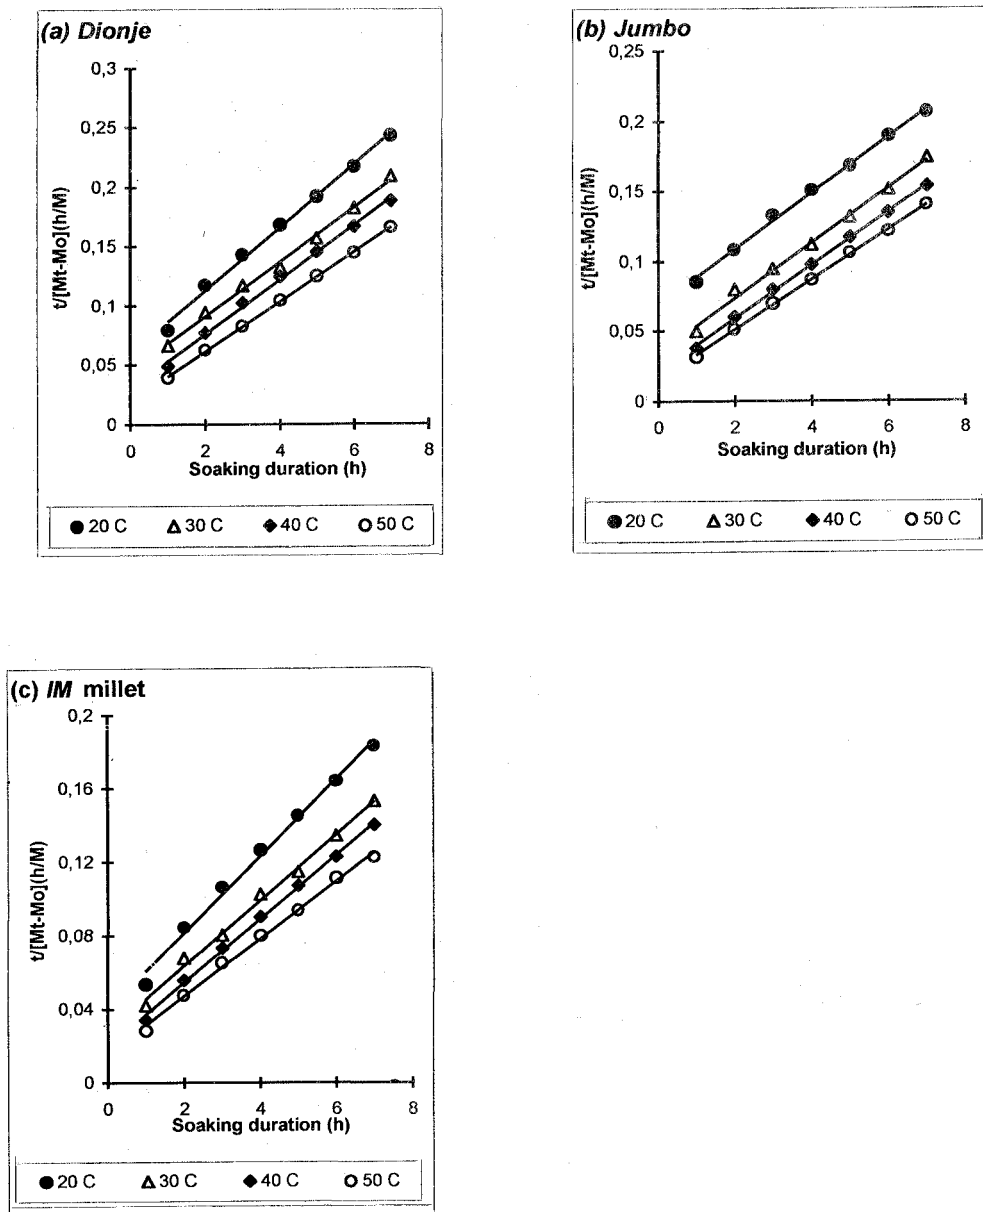 (a) Dionje
0,3
0,25
0,2
0,15
0,1
0,05
0
t/[Mt-Mo](h/M)
0 2 4 6 8
Soaking duration (h)
20 C 30 C 40 C 50 C
(b) Jumbo
0,25
0,2
0,15
0,1
0,05
0
t/[Mt-Mo](h/M)
0 2 4 6 8
Soaking duration (h)
20 C 30 C 40 C 50 C
(c) IM millet
0,2
0,16
0,12
0,08
0,04
0
t/[Mt-Mo](h/M)
0 2 4 6 8
Soaking duration (h)
20 C 30 C 40 C 50 C